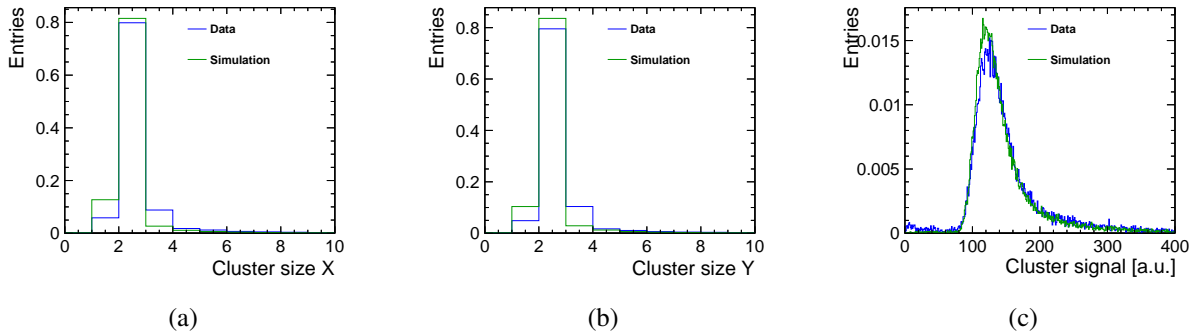 Entries
0.8
0.6
0.4
0.2
0
0 2 4 6 8 10
Cluster size X
Data
Simulation
(a)
Entries
0.8
0.6
0.4
0.2
0
0 2 4 6 8 10
Cluster size Y
Data
Simulation
(b)
Entries
0.015
0.01
0.005
0
0 100 200 300 400
Cluster signal [a.u.]
Data
Simulation
(c)